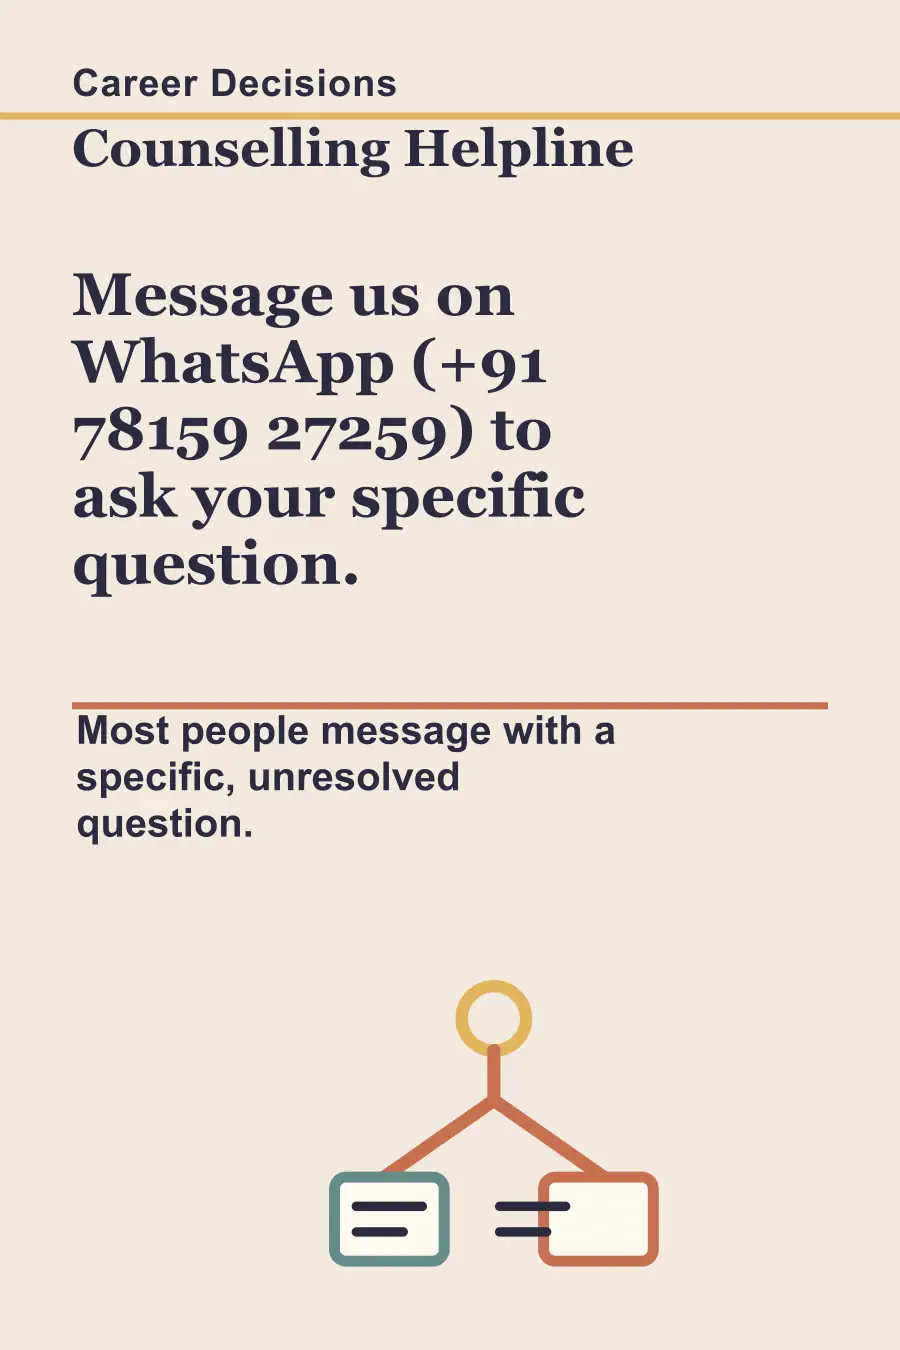 Career Decisions
Counselling Helpline
Message us on
WhatsApp (+91
78159 27259) to
ask your specific
question.
Most people message with a
specific, unresolved
question.